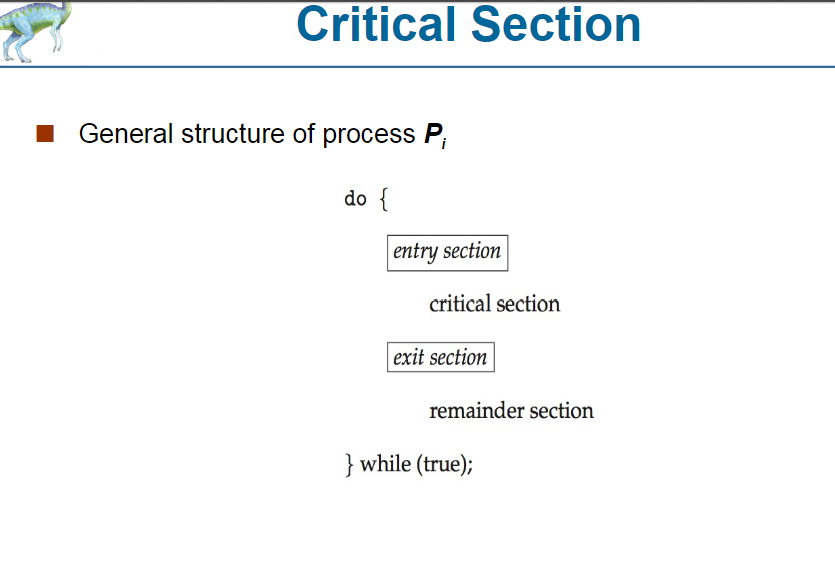 Critical Section
General structure of process Pi
do {
entry section
critical section
exit section
remainder section
} while (true);